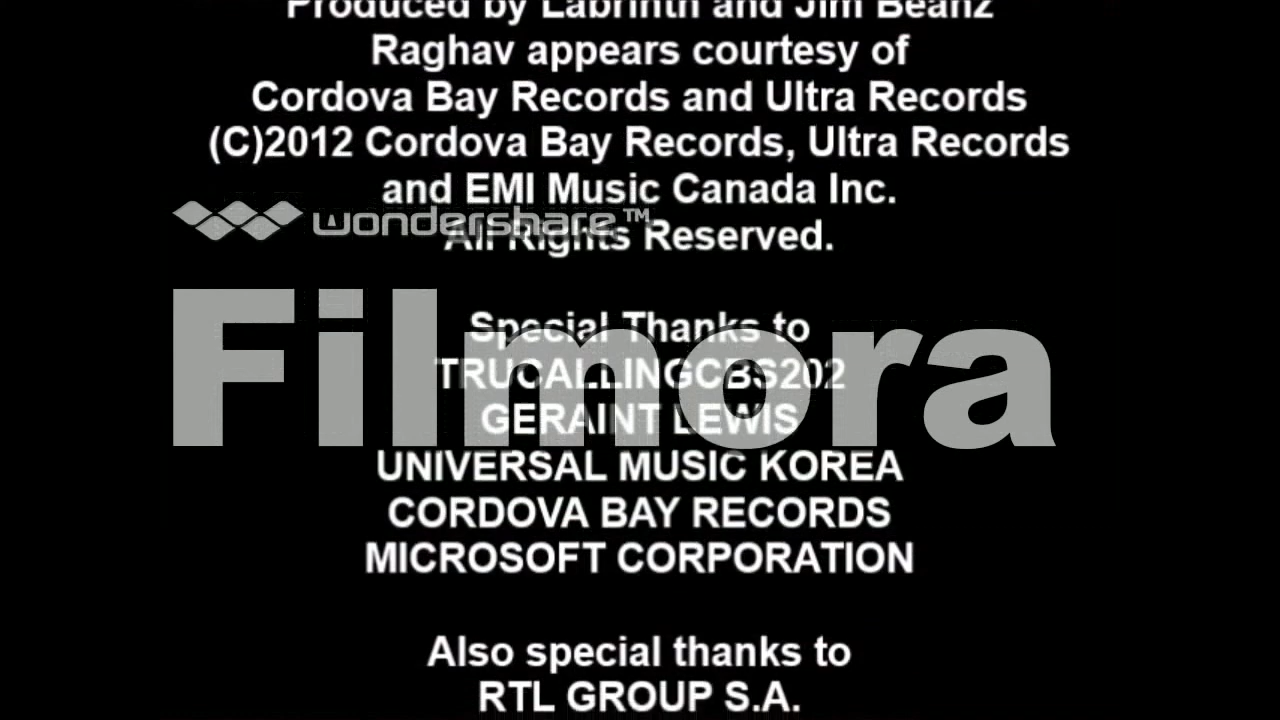 Produced by Labrinth and Jim Beanz
Raghav appears courtesy of
Cordova Bay Records and Ultra Records
(C)2012 Cordova Bay Records, Ultra Records
and EMI Music Canada Inc.
wondershare™
All Rights Reserved.
Filmora
Special Thanks to
TRUCALLINGCBS202
GERAINT LEWIS
UNIVERSAL MUSIC KOREA
CORDOVA BAY RECORDS
MICROSOFT CORPORATION
Also special thanks to
RTL GROUP S.A.